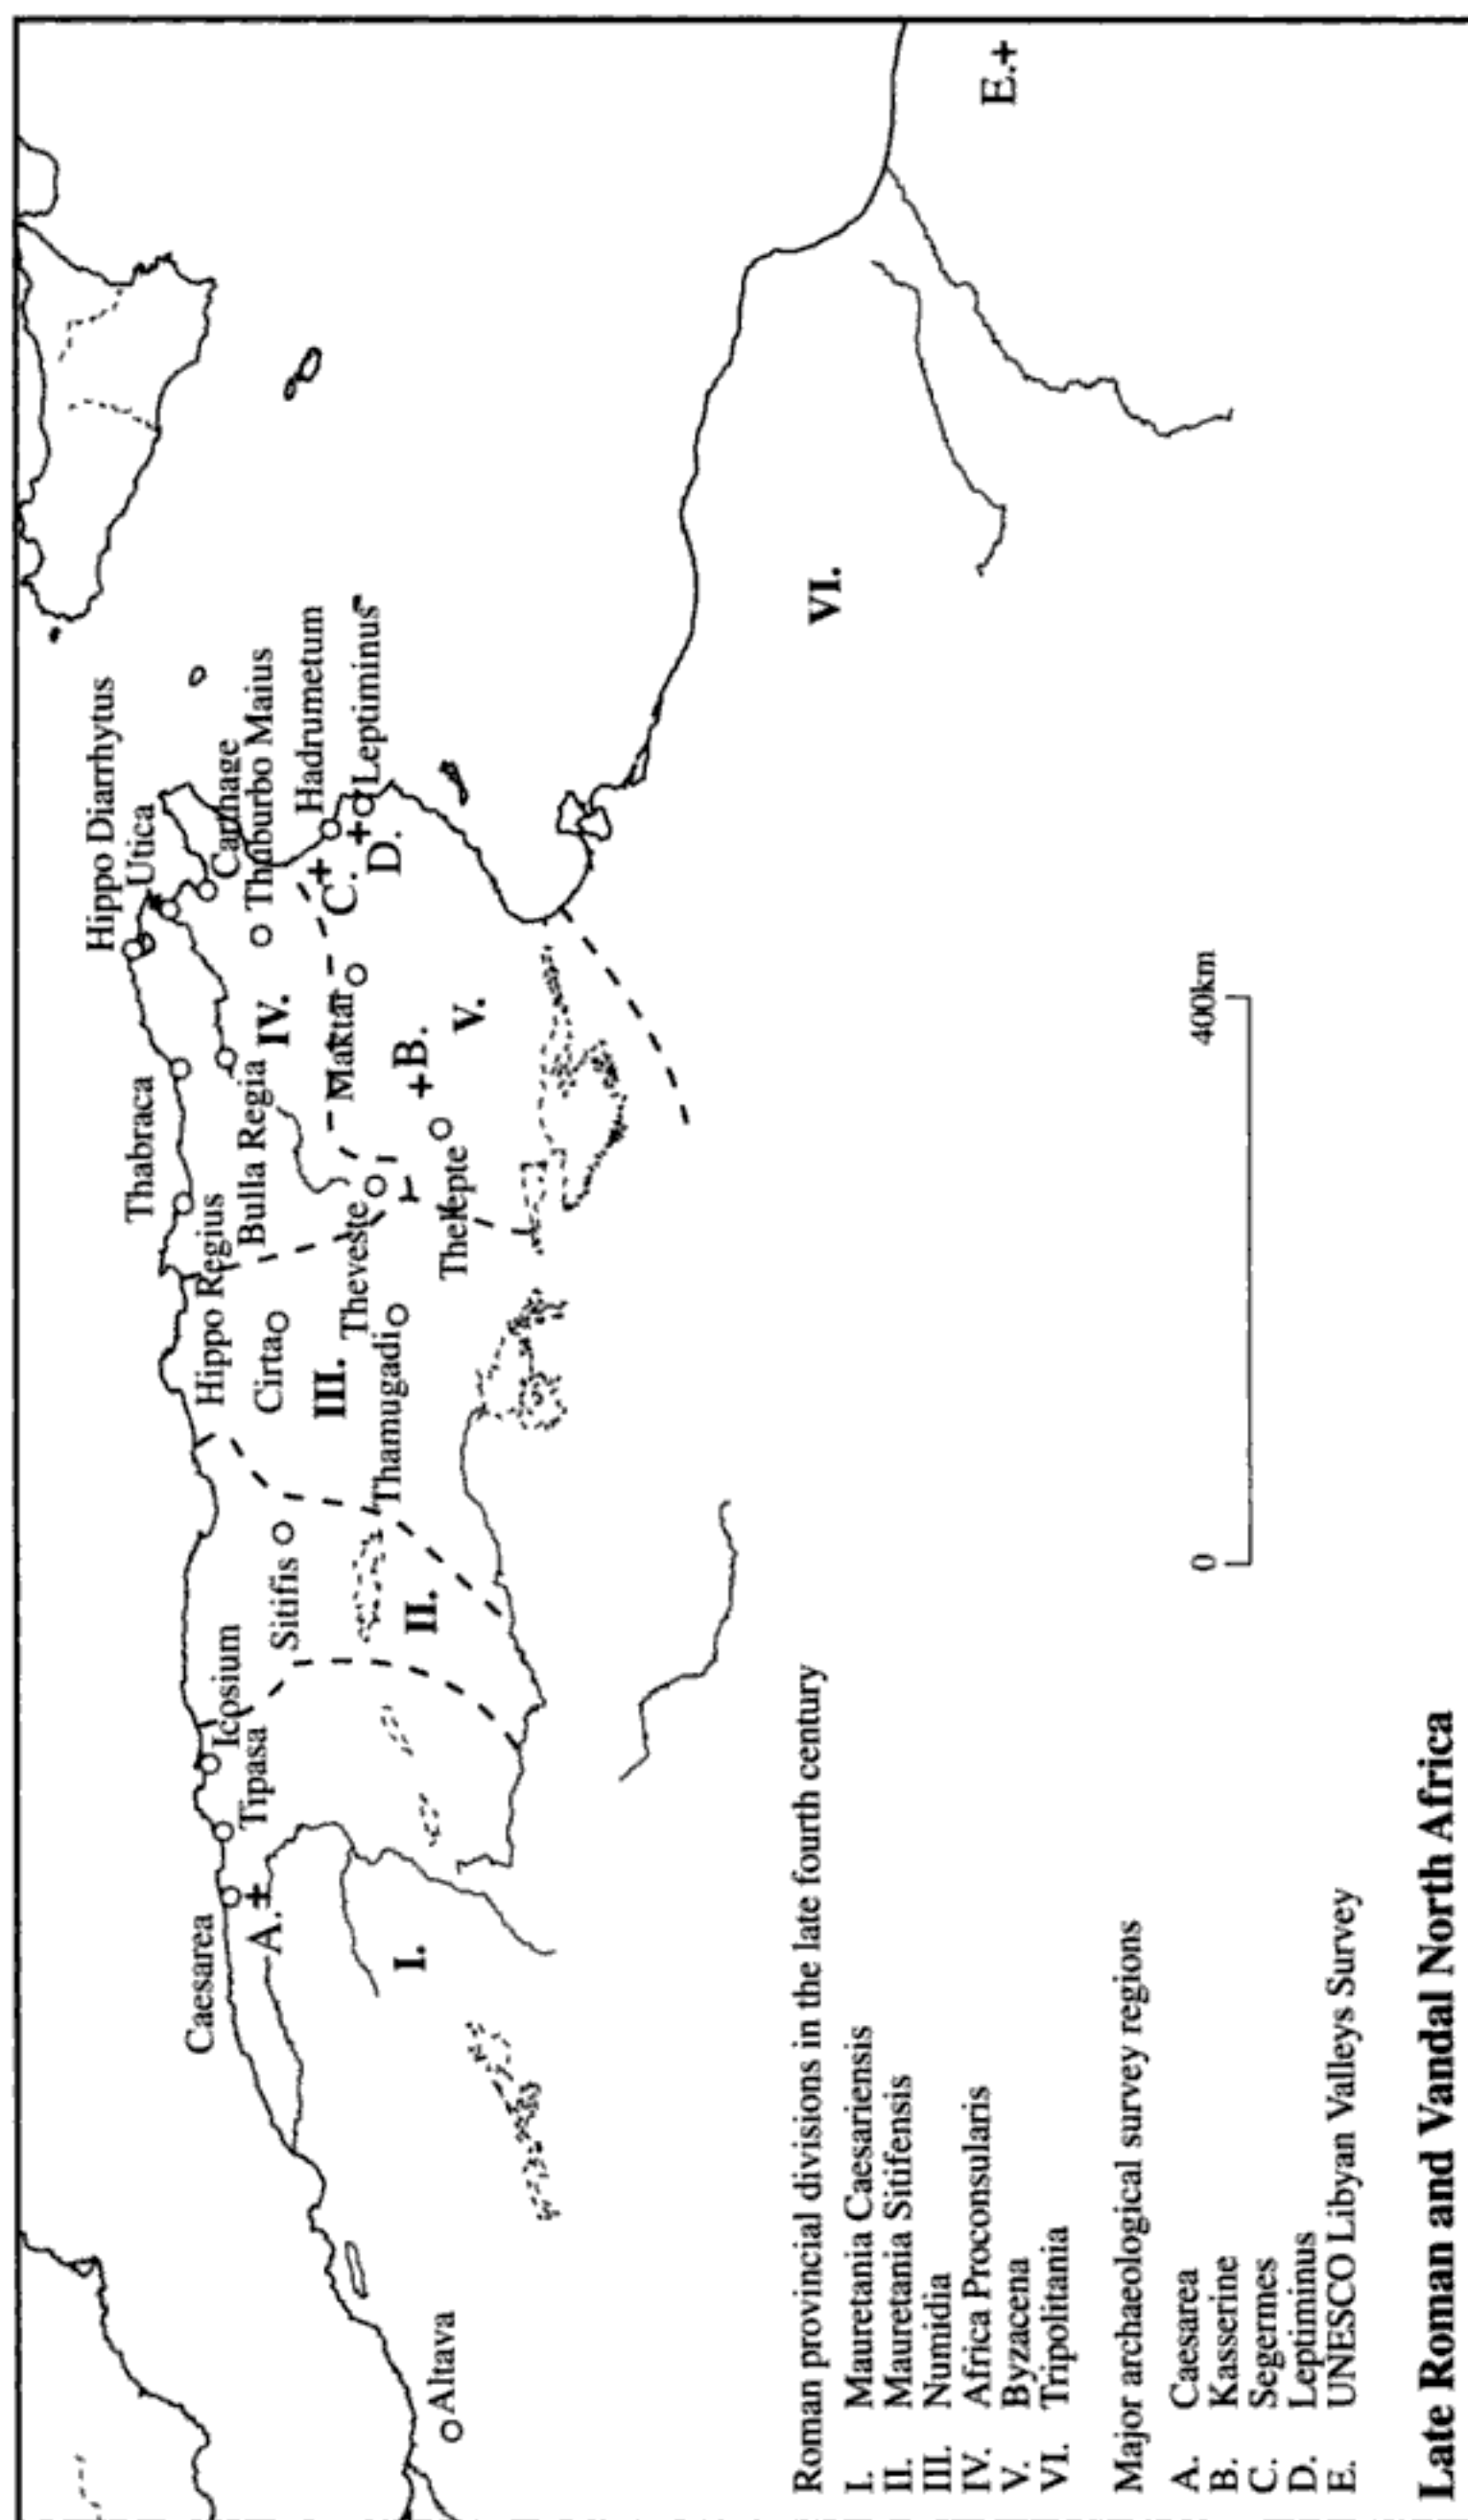 Hippo Diarrhytus
Utica
Thabraca
Carthage
Hippo Regius
Bulla Regia
Thuburbo Maius
Caesarea
Tipasa
Icosium
Sitifis
Cirta
IV.
Hadrumetum
C.
Leptiminus
D.
Maktar
III.
Theveste
Thamugadi
A.
I.
II.
B.
V.
Thelepte
Altava
VI.
E.
Roman provincial divisions in the late fourth century
I. Mauretania Caesariensis
II. Mauretania Sitifensis
III. Numidia
IV. Africa Proconsularis
V. Byzacena
VI. Tripolitania
Major archaeological survey regions
A. Caesarea
B. Kasserine
C. Segermes
D. Leptiminus
E. UNESCO Libyan Valleys Survey
0 400km
Late Roman and Vandal North Africa